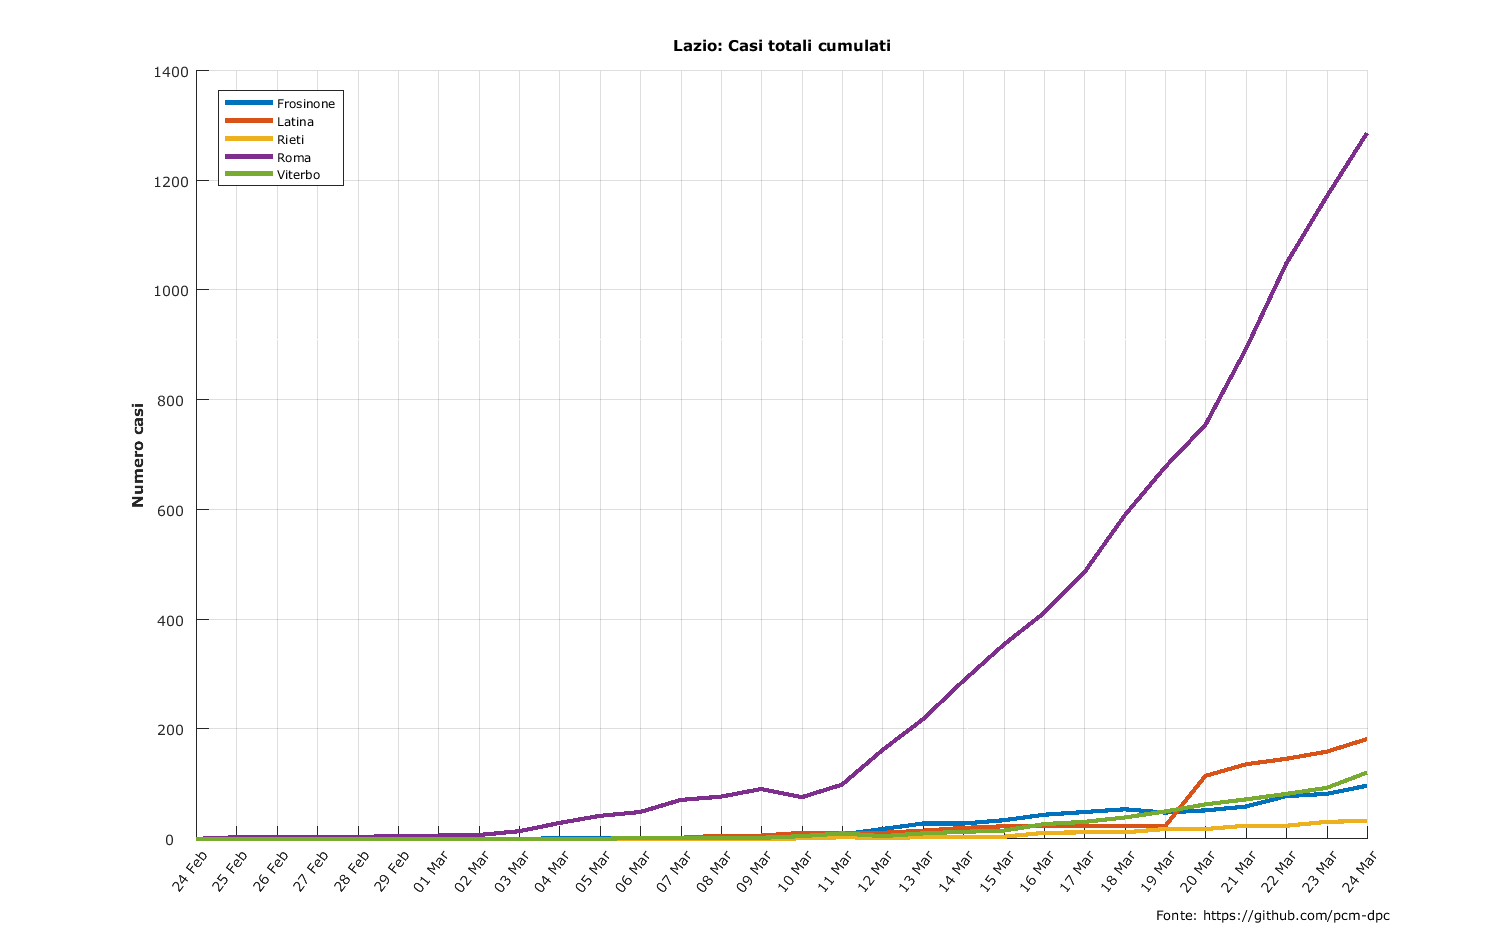 Lazio: Casi totali cumulati
Numero casi
1400
1200
1000
800
600
400
200
0
Frosinone
Latina
Rieti
Roma
Viterbo
24 Feb
25 Feb
26 Feb
27 Feb
28 Feb
29 Feb
01 Mar
02 Mar
03 Mar
04 Mar
05 Mar
06 Mar
07 Mar
08 Mar
09 Mar
10 Mar
11 Mar
12 Mar
13 Mar
14 Mar
15 Mar
16 Mar
17 Mar
18 Mar
19 Mar
20 Mar
21 Mar
22 Mar
23 Mar
24 Mar
Fonte: https://github.com/pcm-dpc